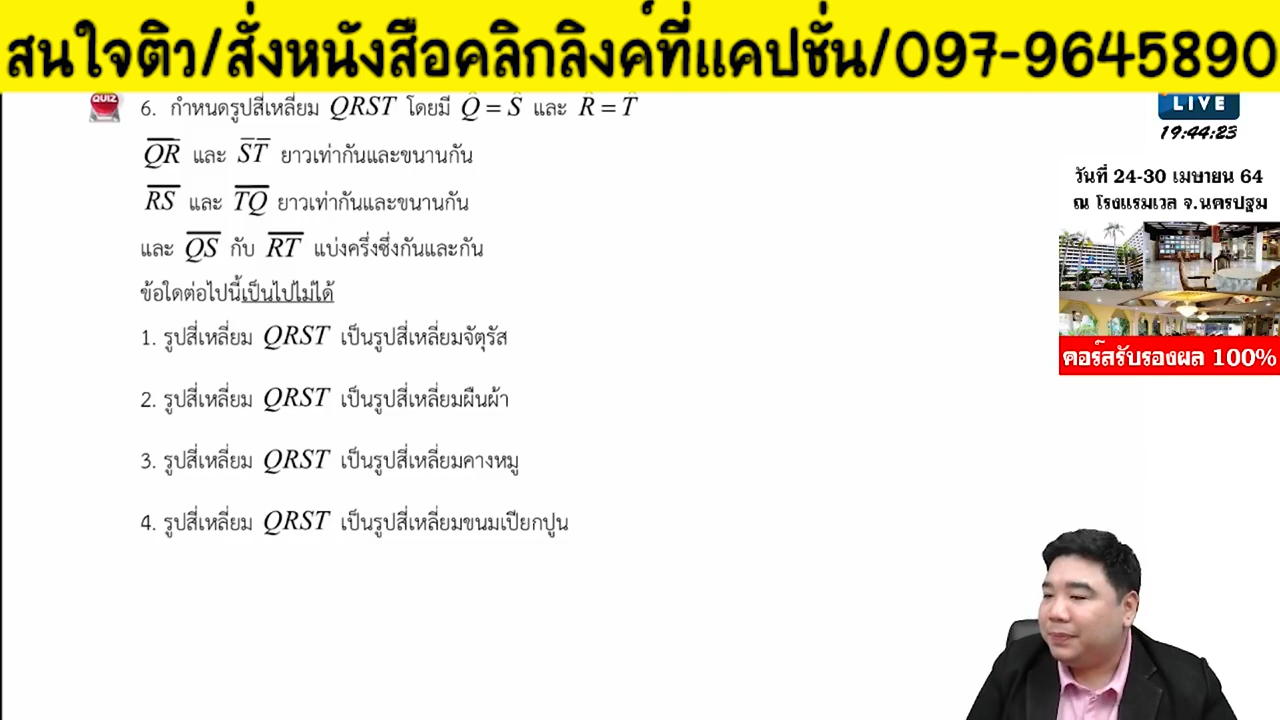 สนใจติว/สั่งหนังสือคลิกลิงค์ที่แคปชั่น/097-9645890
QUIZ
6. กำหนดรูปสี่เหลี่ยม QRST โดยมี Q̂ = Ŝ และ R̂ = T̂
Q̅R̅ และ S̅T̅ ยาวเท่ากันและขนานกัน
R̅S̅ และ T̅Q̅ ยาวเท่ากันและขนานกัน
และ Q̅S̅ กับ R̅T̅ แบ่งครึ่งซึ่งกันและกัน
ข้อใดต่อไปนี้เป็นไปไม่ได้
1. รูปสี่เหลี่ยม QRST เป็นรูปสี่เหลี่ยมจัตุรัส
2. รูปสี่เหลี่ยม QRST เป็นรูปสี่เหลี่ยมผืนผ้า
3. รูปสี่เหลี่ยม QRST เป็นรูปสี่เหลี่ยมคางหมู
4. รูปสี่เหลี่ยม QRST เป็นรูปสี่เหลี่ยมขนมเปียกปูน
LIVE
19:44:23
วันที่ 24-30 เมษายน 64
ณ โรงแรมเวล จ.นครปฐม
คอร์สรับรองผล 100%